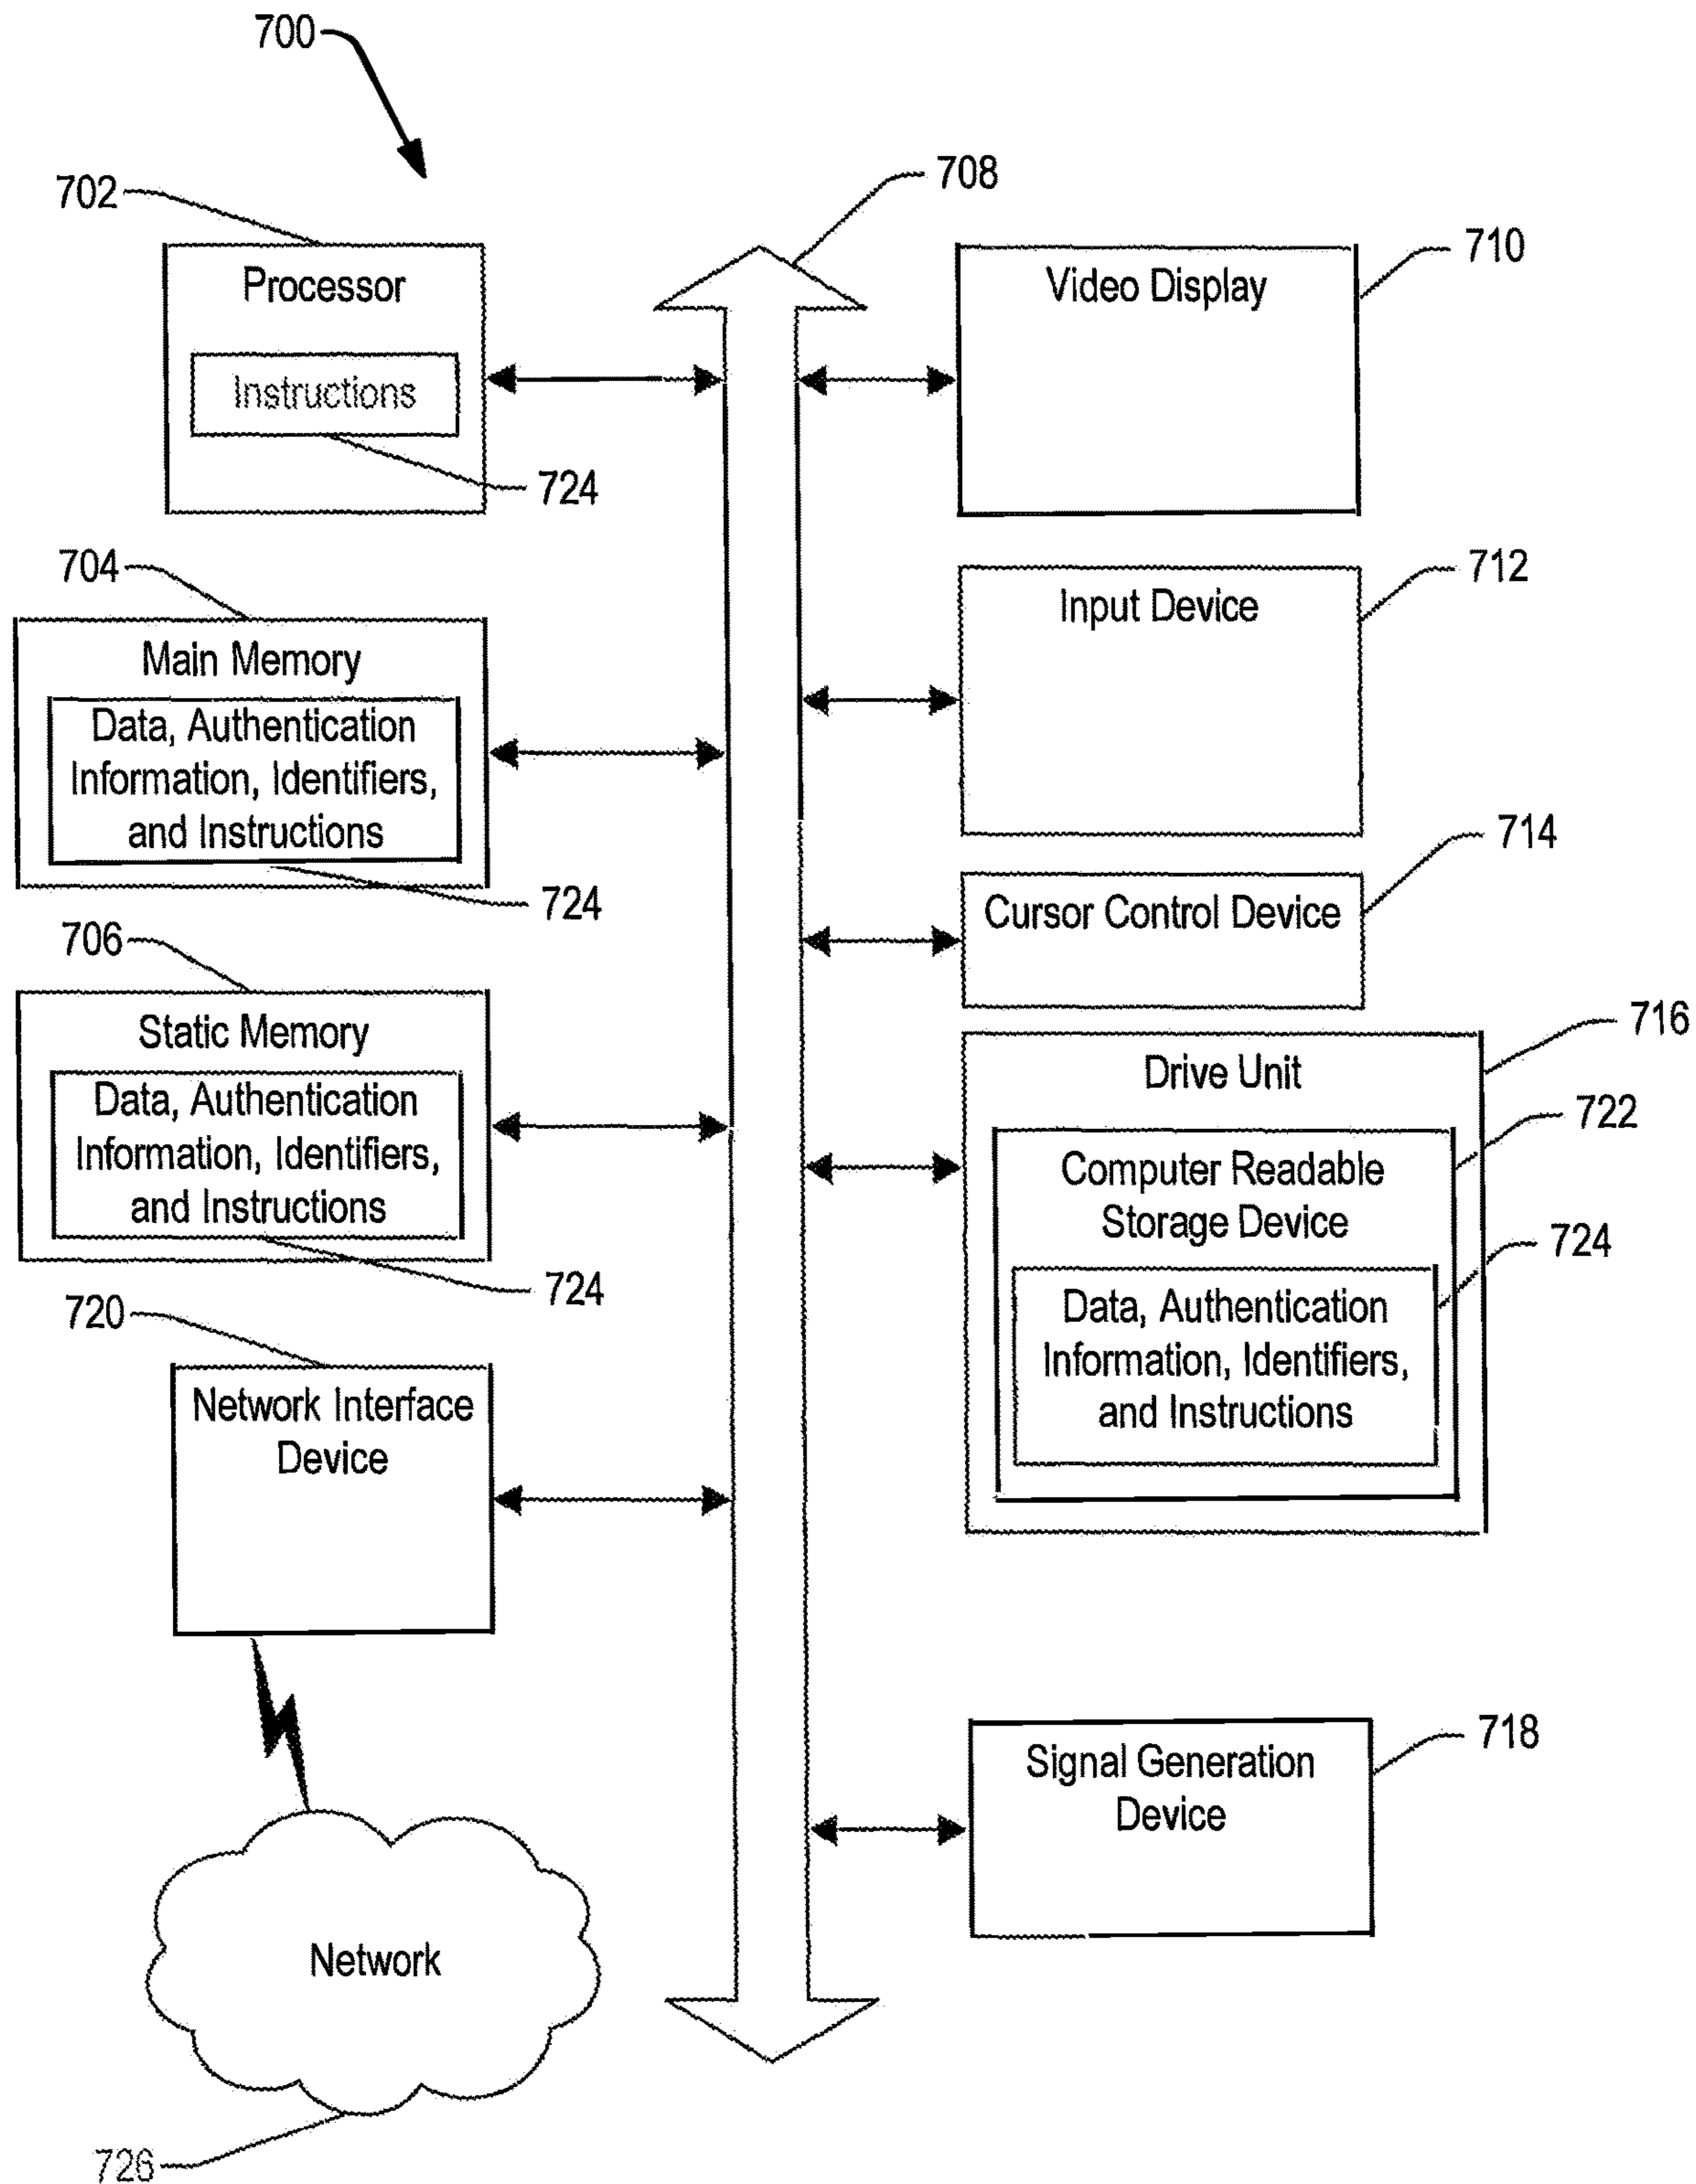 700
702
Processor
Instructions
724
704
Main Memory
Data, Authentication
Information, Identifiers,
and Instructions
724
706
Static Memory
Data, Authentication
Information, Identifiers,
and Instructions
724
720
Network Interface
Device
Network
726
708
710
Video Display
712
Input Device
714
Cursor Control Device
716
Drive Unit
722
Computer Readable
Storage Device
724
Data, Authentication
Information, Identifiers,
and Instructions
718
Signal Generation
Device